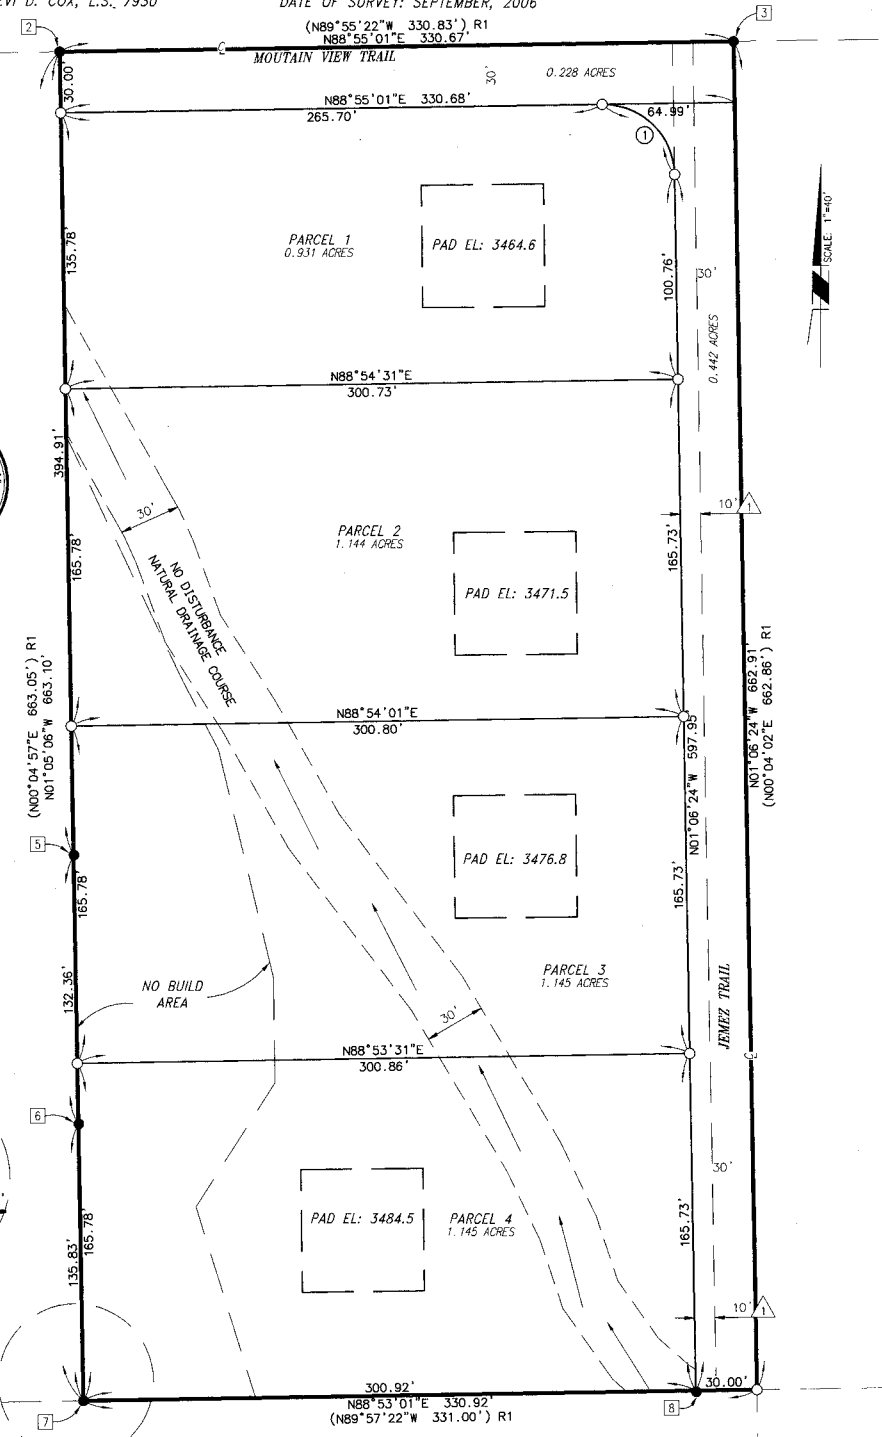 EVI D. COX, L.S. 7930
DATE OF SURVEY: SEPTEMBER, 2006
2
3
(N89°55'22"W 330.83') R1
N88°55'01"E 330.67'
MOUTAIN VIEW TRAIL
30.00'
30'
0.228 ACRES
N88°55'01"E 330.68'
265.70'
64.99'
1
PARCEL 1
0.931 ACRES
PAD EL: 3464.6
135.78'
100.76'
30'
SCALE: 1"=40'
0.442 ACRES
N88°54'31"E
300.73'
394.91'
10'
1
30'
PARCEL 2
1.144 ACRES
165.78'
165.73'
PAD EL: 3471.5
NO DISTURBANCE
NATURAL DRAINAGE COURSE
(N00°04'57"E 663.05') R1
N01°05'06"W 663.10'
N88°54'01"E
300.80'
N01°06'24"W 597.95'
N01°06'24"W 662.91'
(N00°04'02"E 662.86') R1
5
PAD EL: 3476.8
165.78'
165.73'
PARCEL 3
1.145 ACRES
132.36'
NO BUILD
AREA
30'
JEMEZ TRAIL
N88°53'31"E
300.86'
6
30'
PAD EL: 3484.5
PARCEL 4
1.145 ACRES
135.83'
165.78'
165.73'
10'
1
300.92'
30.00'
N88°53'01"E 330.92'
(N89°57'22"W 331.00') R1
7
8